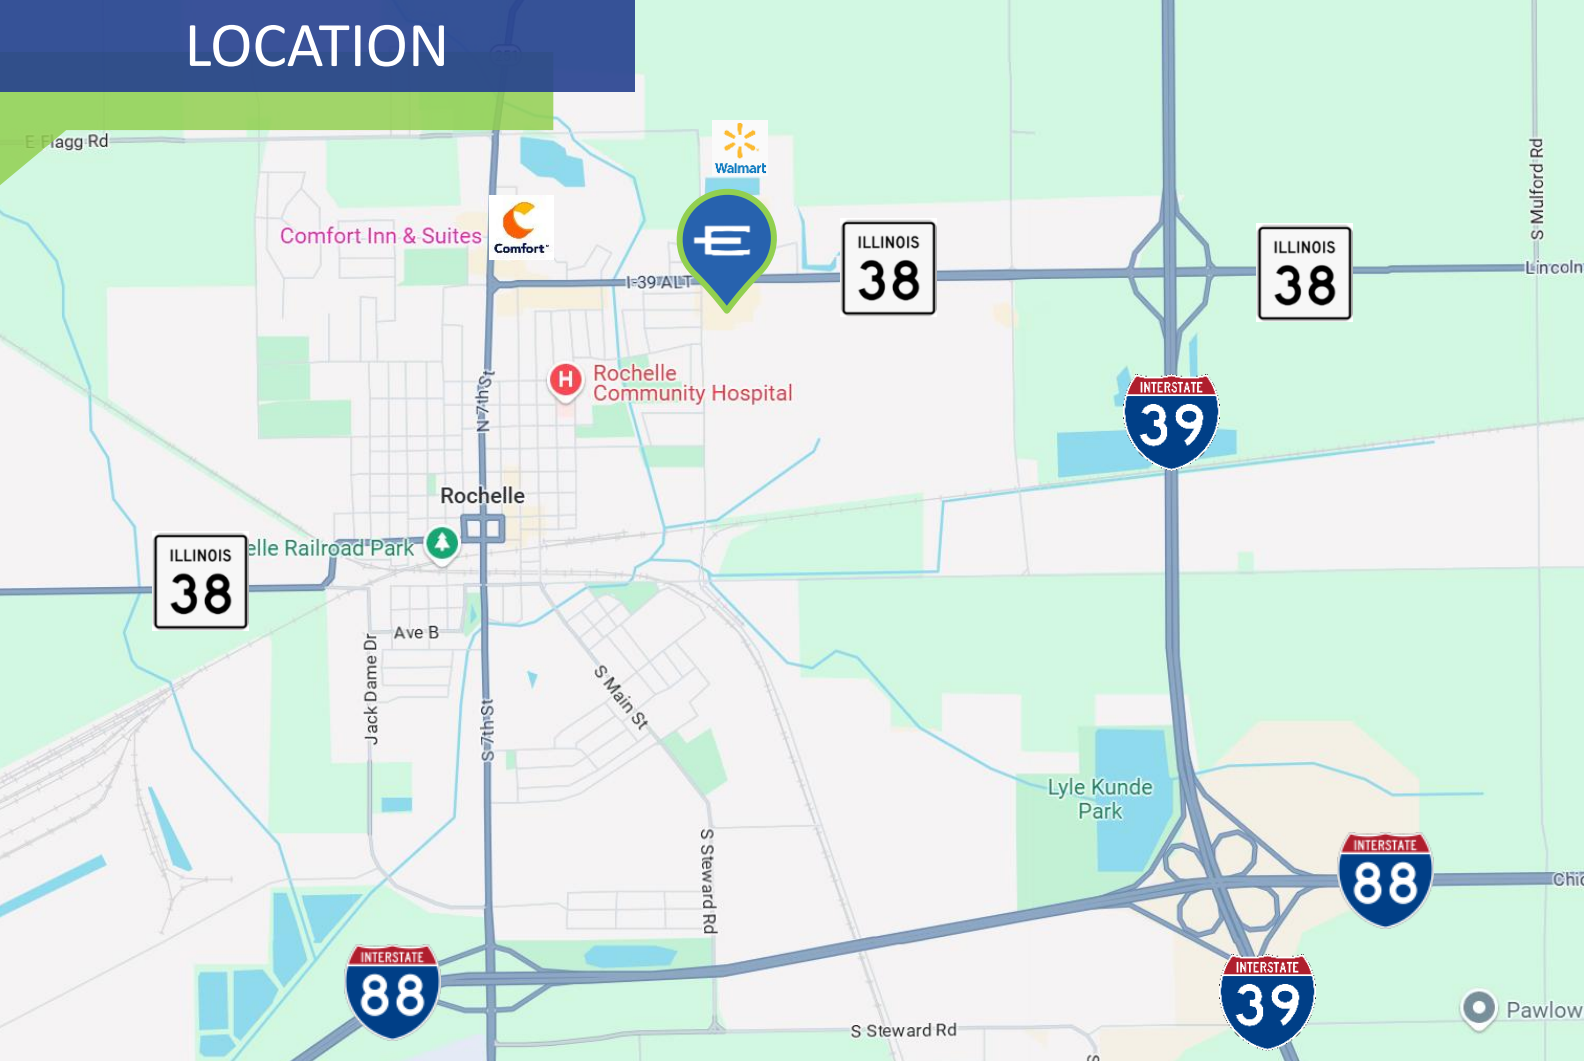 LOCATION
E Flagg Rd
Walmart
S Mulford Rd
Comfort Inn & Suites
Comfort
I-39 ALT
ILLINOIS
38
ILLINOIS
38
Lincoln
N 7th St
Rochelle
Community Hospital
INTERSTATE
39
Rochelle
elle Railroad Park
ILLINOIS
38
Ave B
Jack Dame Dr
S Main St
S 7th St
Lyle Kunde
Park
S Steward Rd
INTERSTATE
88
Chic
INTERSTATE
88
INTERSTATE
39
S Steward Rd
Pawlow